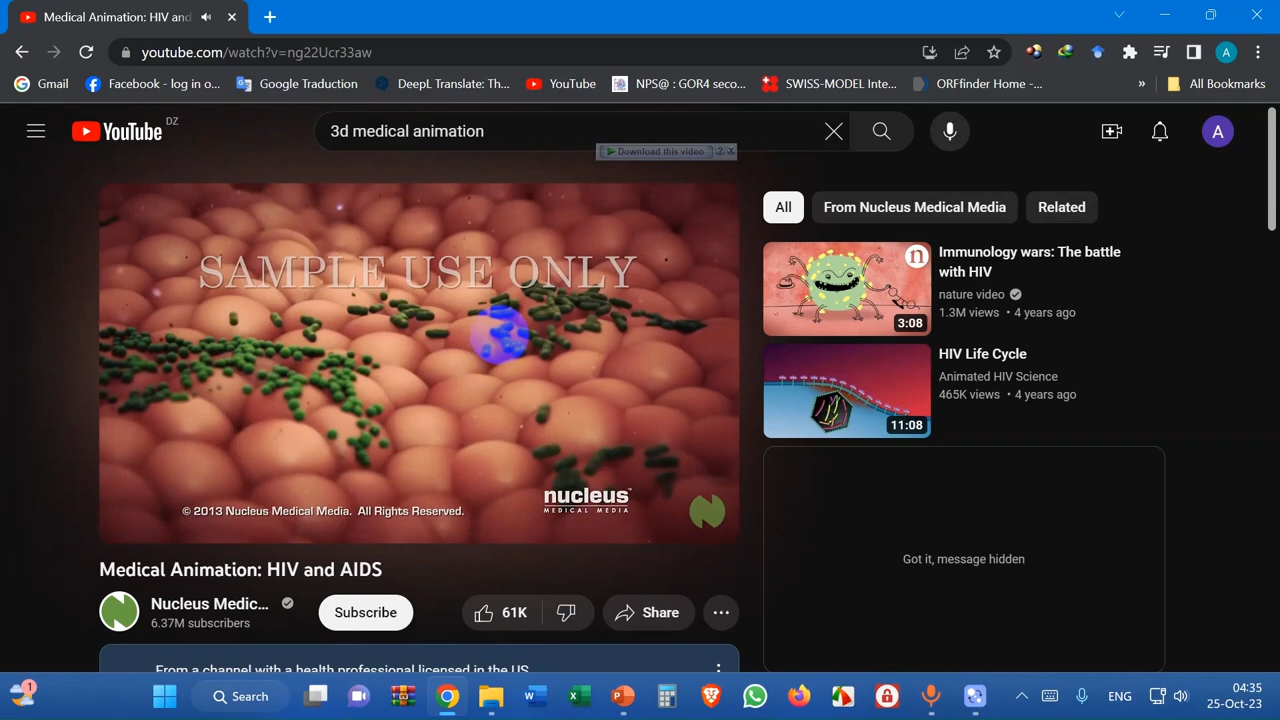 Medical Animation: HIV and
youtube.com/watch?v=ng22Ucr33aw
Gmail
Facebook - log in o...
Google Traduction
DeepL Translate: Th...
YouTube
NPS@ : GOR4 seco...
SWISS-MODEL Inte...
ORFfinder Home -...
»
All Bookmarks
YouTube DZ
3d medical animation
A
Download this video ? x
SAMPLE USE ONLY
© 2013 Nucleus Medical Media. All Rights Reserved.
nucleus™
MEDICAL MEDIA
All
From Nucleus Medical Media
Related
n
3:08
Immunology wars: The battle
with HIV
nature video
1.3M views • 4 years ago
11:08
HIV Life Cycle
Animated HIV Science
465K views • 4 years ago
Got it, message hidden
Medical Animation: HIV and AIDS
Nucleus Medic...
6.37M subscribers
Subscribe
61K
Share
From a channel with a health professional licensed in the US
1
Search
ENG
04:35
25-Oct-23